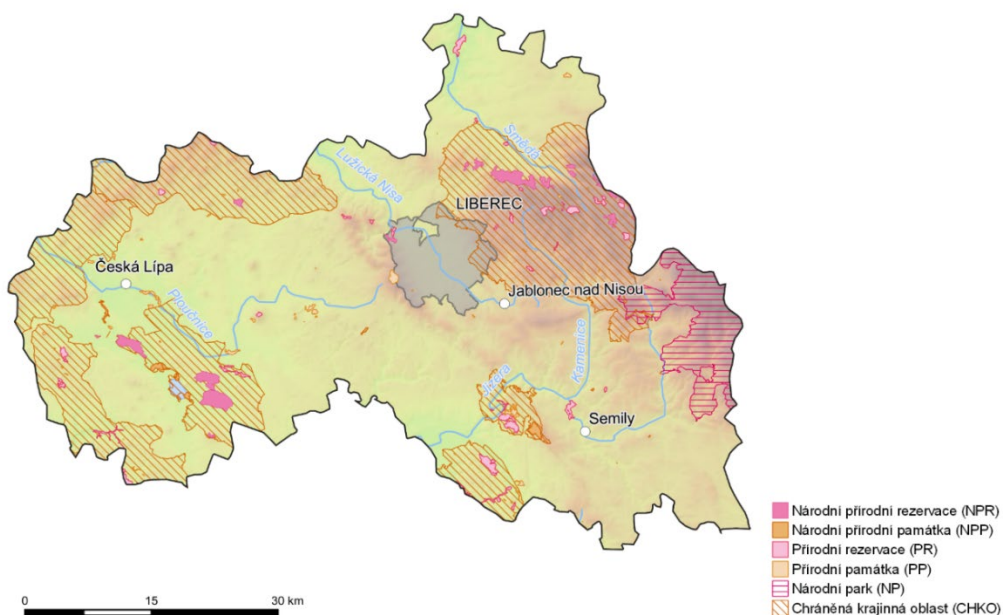 Smědá
Lužická Nisa
LIBEREC
Česká Lípa
Jablonec nad Nisou
Ploučnice
Kamenice
Jizera
Semily
Národní přírodní rezervace (NPR)
Národní přírodní památka (NPP)
Přírodní rezervace (PR)
Přírodní památka (PP)
Národní park (NP)
Chráněná krajinná oblast (CHKO)
0 15 30 km